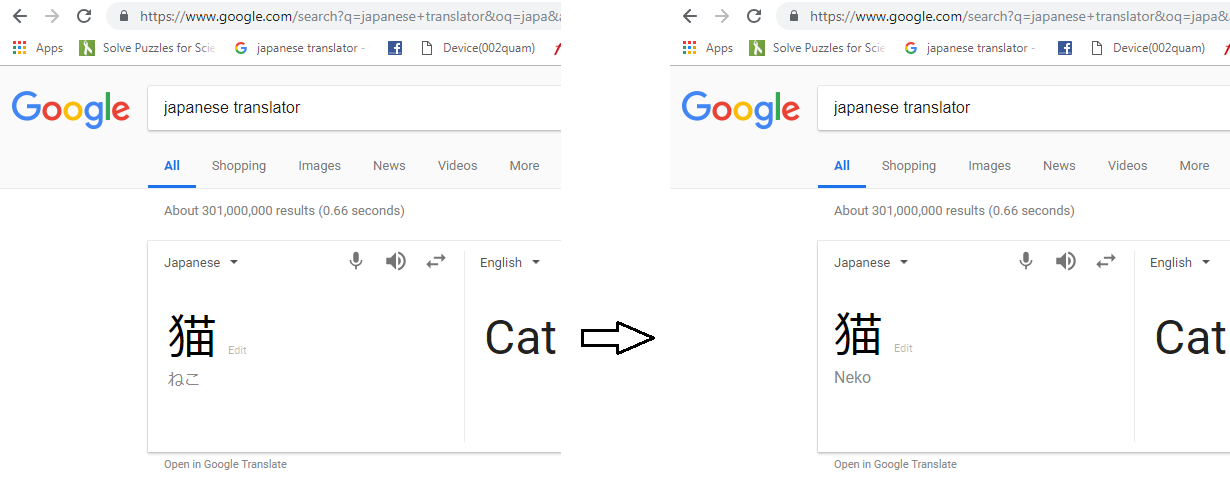 https://www.google.com/search?q=japanese+translator&oq=japa&
Apps Solve Puzzles for Scie japanese translator - Device(002quam)
Google japanese translator
All Shopping Images News Videos More
About 301,000,000 results (0.66 seconds)
Japanese English
猫 Edit Cat
ねこ
Open in Google Translate
https://www.google.com/search?q=japanese+translator&oq=japa&
Apps Solve Puzzles for Scie japanese translator - Device(002quam)
Google japanese translator
All Shopping Images News Videos More
About 301,000,000 results (0.66 seconds)
Japanese English
猫 Edit Cat
Neko
Open in Google Translate